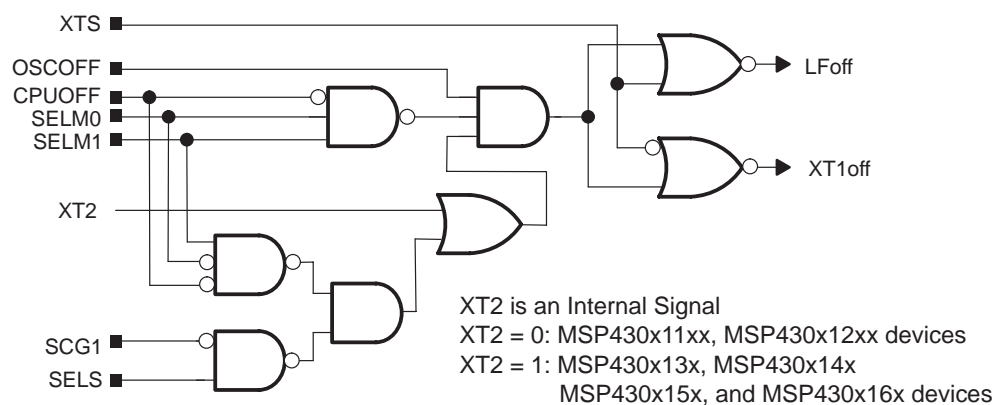 XTS
OSCOFF
CPUOFF
SELM0
SELM1
XT2
SCG1
SELS
LFoff
XT1off
XT2 is an Internal Signal
XT2 = 0: MSP430x11xx, MSP430x12xx devices
XT2 = 1: MSP430x13x, MSP430x14x
MSP430x15x, and MSP430x16x devices